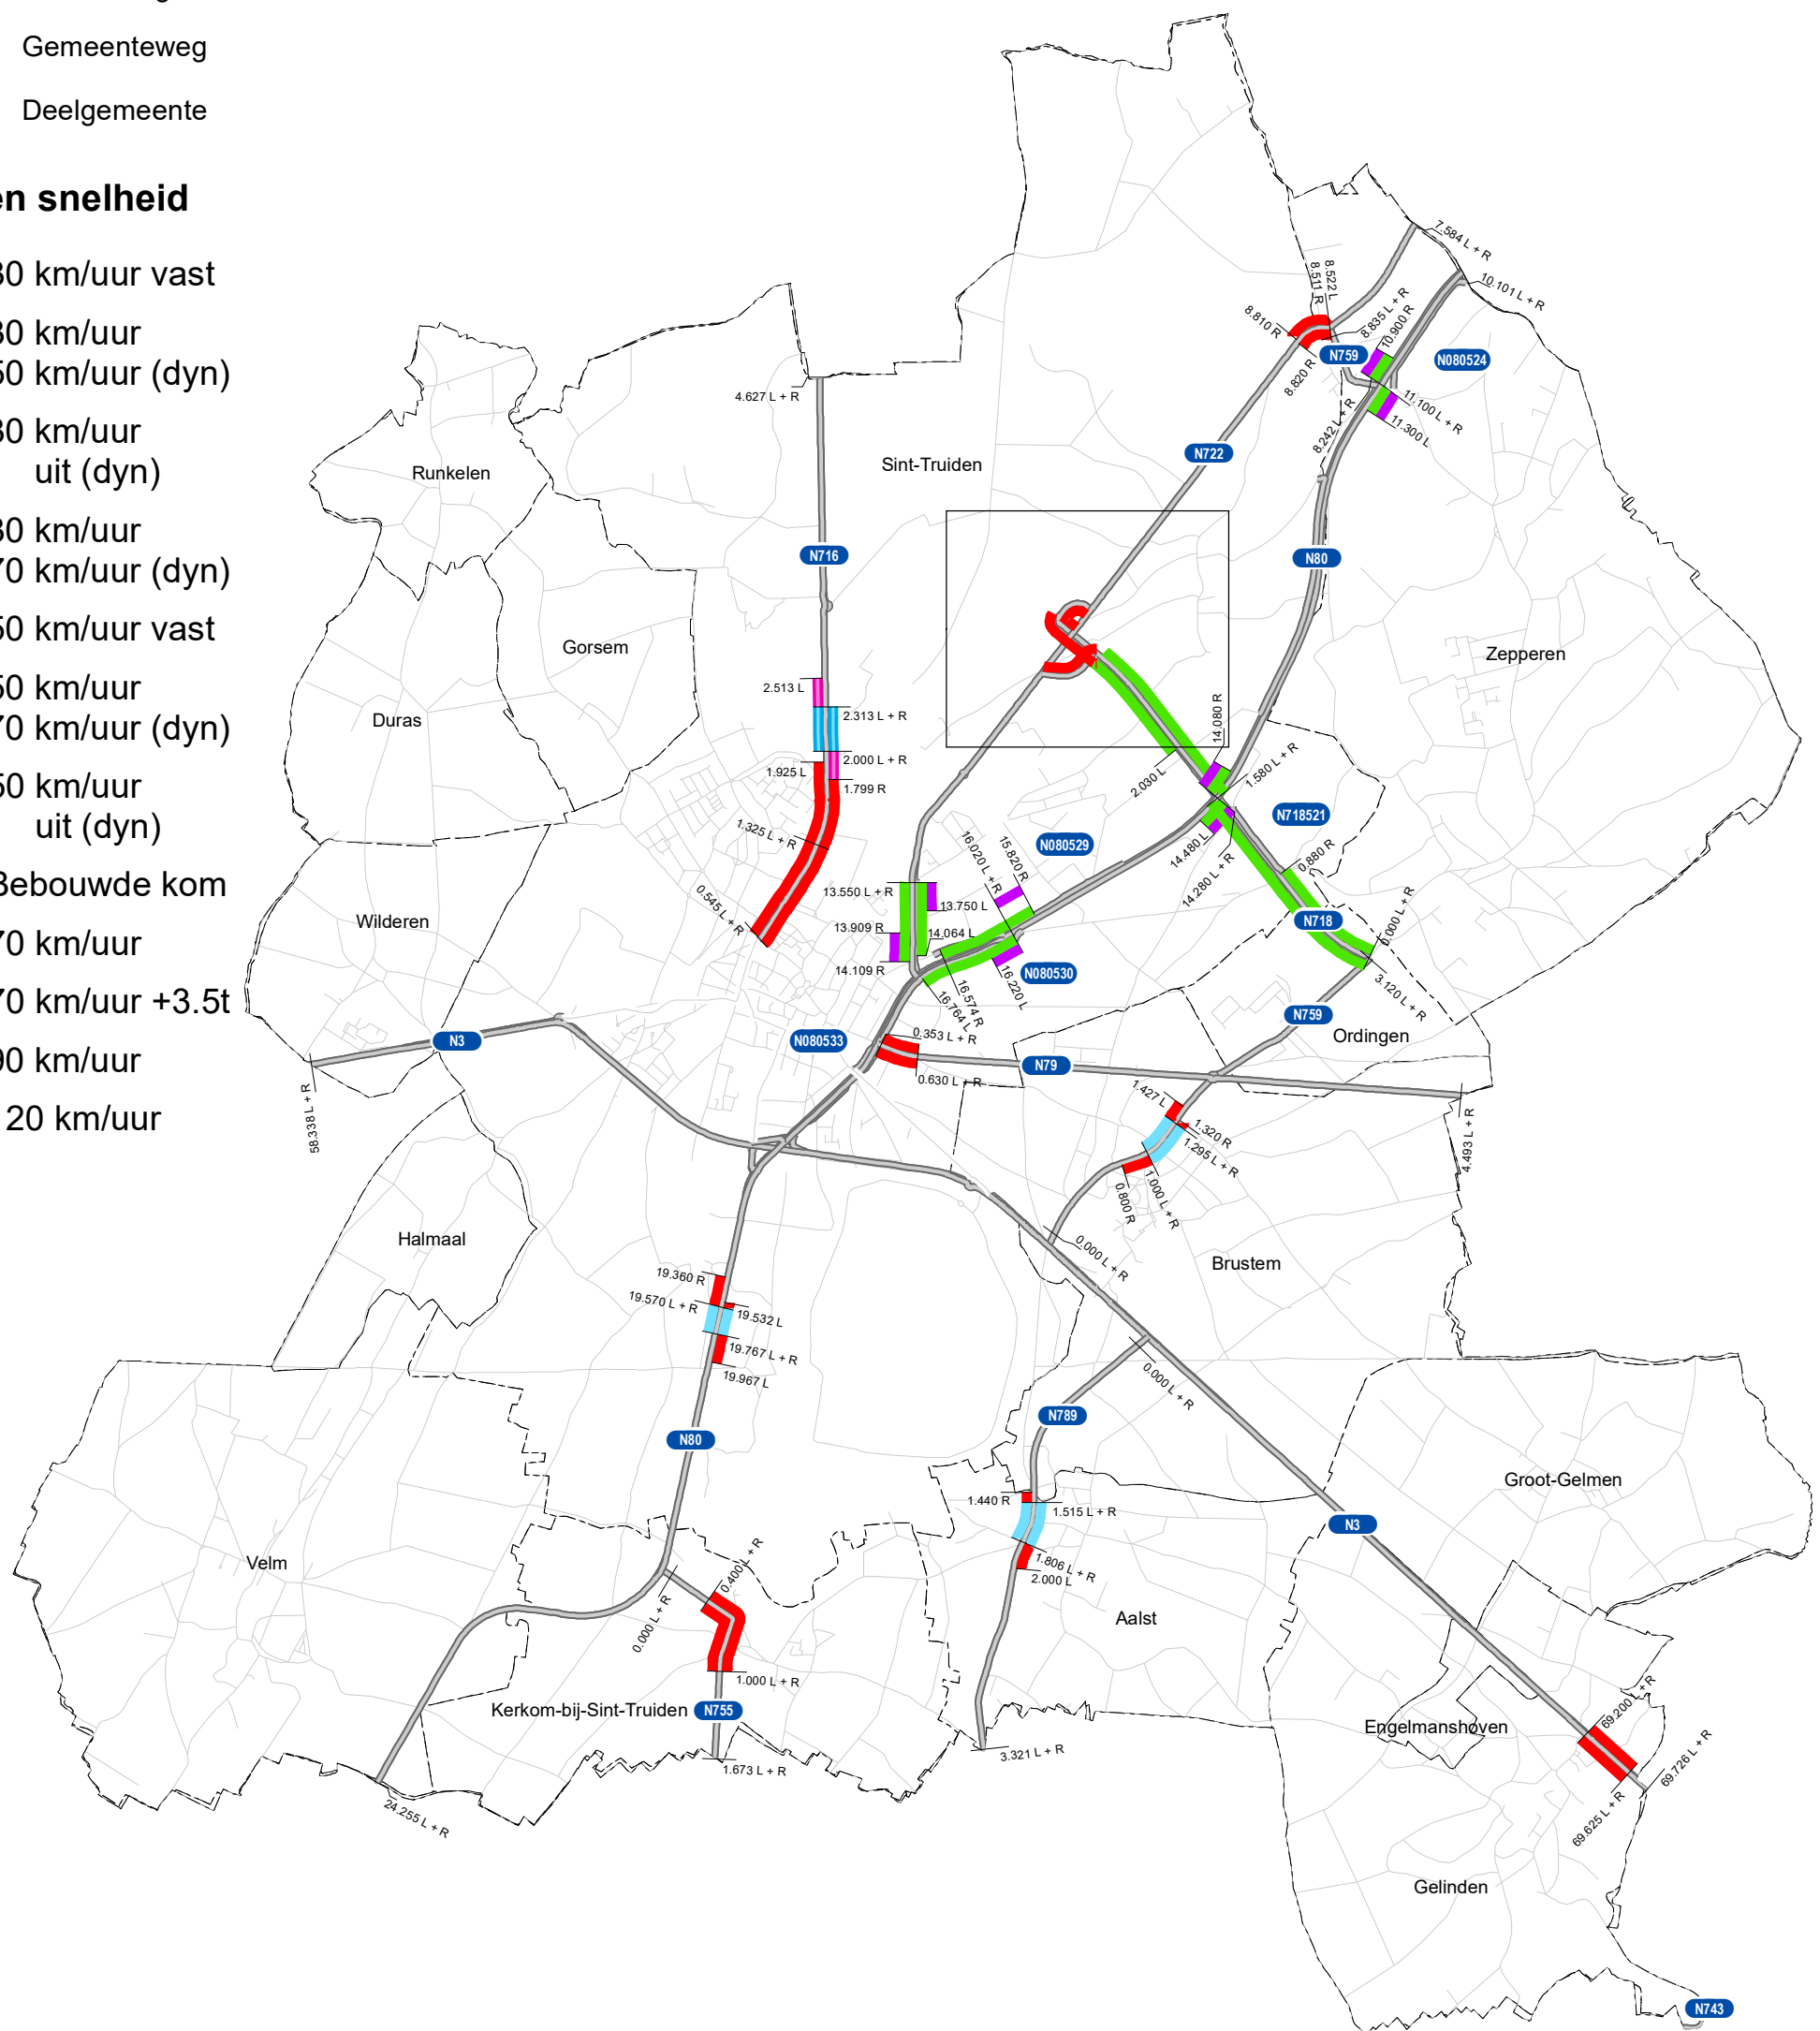 Gemeenteweg
Deelgemeente
en snelheid
30 km/uur vast
30 km/uur
50 km/uur (dyn)
30 km/uur
uit (dyn)
30 km/uur
70 km/uur (dyn)
50 km/uur vast
50 km/uur
70 km/uur (dyn)
50 km/uur
uit (dyn)
Bebouwde kom
70 km/uur
70 km/uur +3.5t
90 km/uur
120 km/uur
7.584 L + R
10.101 L + R
8.522 L
8.511 R
8.810 R
8.835 L + R
10.900 R
N759
N080524
8.820 R
4.627 L + R
11.100 L + R
11.300 L
8.242 L + R
N722
Sint-Truiden
Runkelen
N716
N80
Gorsem
Zepperen
2.513 L
Duras
2.313 L + R
14.080 R
2.000 L + R
1.925 L
1.799 R
2.030 L
1.580 L + R
N718521
1.325 L + R
N080529
14.480 L
14.280 L + R
0.880 R
16.020 L + R
15.820 R
13.550 L + R
13.750 L
0.545 L + R
Wilderen
N718
0.000 L + R
13.909 R
14.064 L
14.109 R
N080530
16.220 L
16.574 R
16.764 L
3.120 L + R
N759
Ordingen
N3
N080533
0.353 L + R
N79
0.630 L + R
58.338 L + R
1.427 L
1.320 R
1.295 L + R
4.493 L + R
1.000 L + R
0.800 R
Halmaal
0.000 L + R
Brustem
19.360 R
19.570 L + R
19.532 L
19.767 L + R
19.967 L
0.000 L + R
N789
N80
Groot-Gelmen
1.440 R
1.515 L + R
N3
Velm
1.806 L + R
2.000 L
0.400 L + R
0.000 L + R
Aalst
1.000 L + R
Kerkom-bij-Sint-Truiden
N755
Engelmanshoven
69.200 L + R
3.321 L + R
1.673 L + R
69.726 L + R
24.255 L + R
69.625 L + R
Gelinden
N743